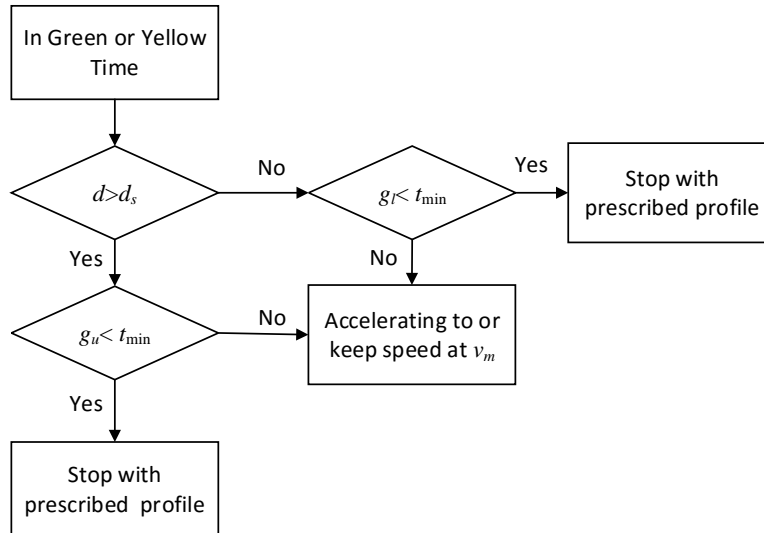 In Green or Yellow
Time
No
Yes
d>d_s
g_l< t_min
Stop with
prescribed profile
Yes
No
g_u< t_min
No
Accelerating to or
keep speed at v_m
Yes
Stop with
prescribed profile